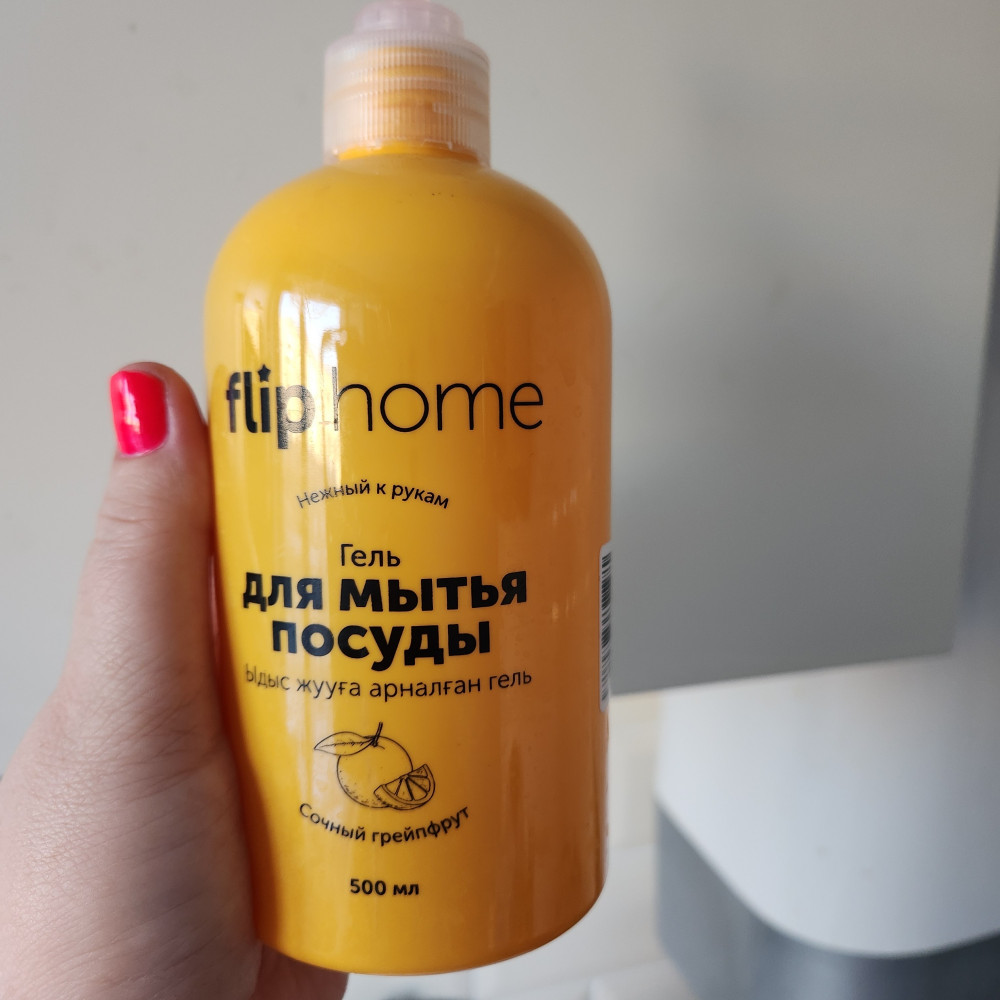 flip home
Нежный к рукам
Гель
для мытья
посуды
Ыдыс жууға арналған гель
Сочный грейпфрут
500 мл